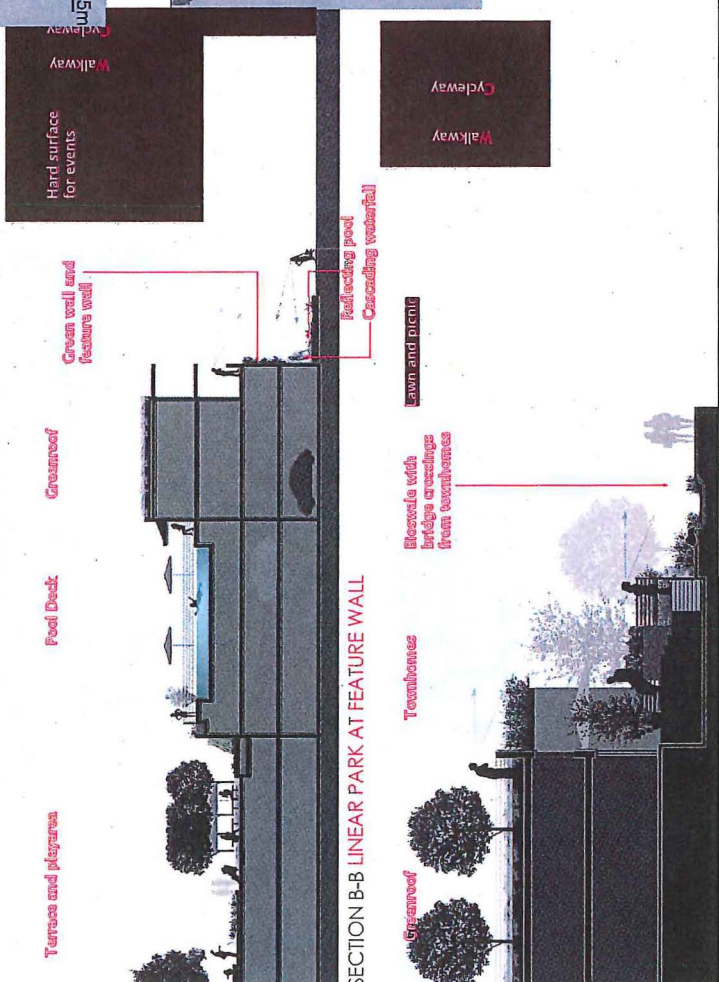 Terrace and playarea
Pool Deck
Greenroof
Green wall and
feature wall
Hard surface
for events
Walkway
Cycleway
5m
Reflecting pool
Cascading waterfall
SECTION B-B LINEAR PARK AT FEATURE WALL
Greenroof
Townhomes
Bioswale with
bridge crossings
from townhomes
Lawn and picnic
Walkway
Cycleway